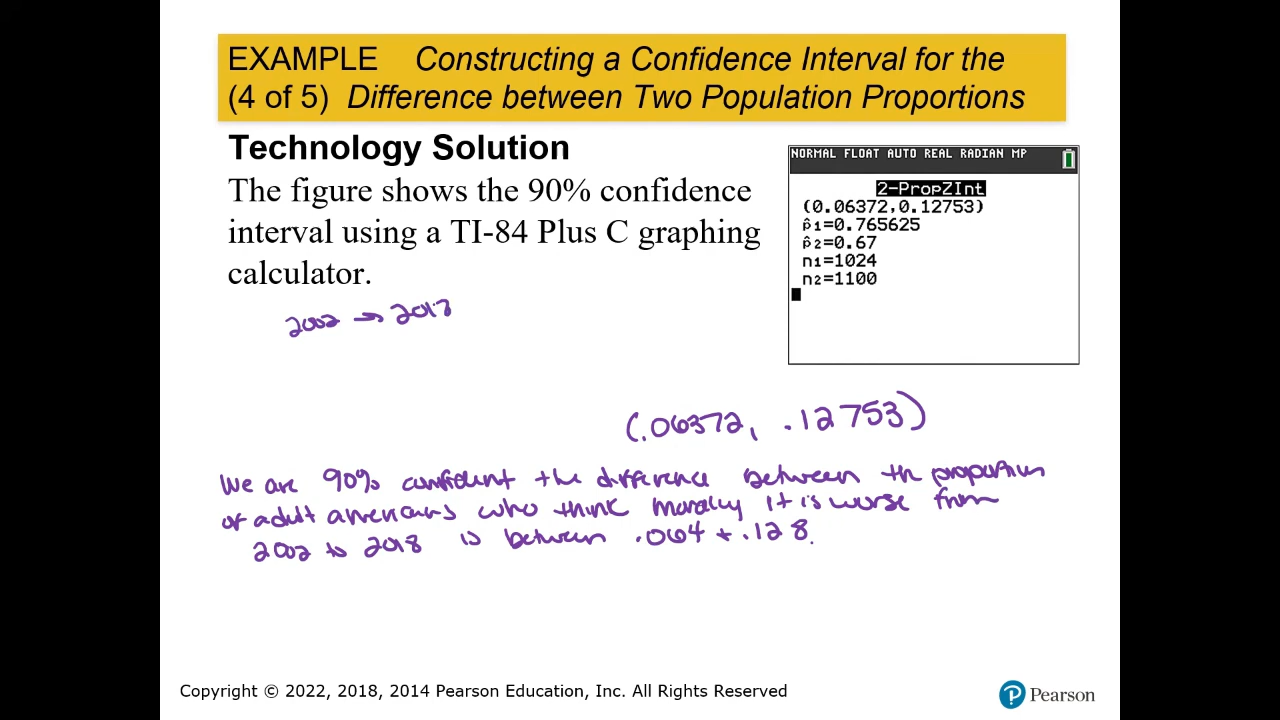 EXAMPLE Constructing a Confidence Interval for the
(4 of 5) Difference between Two Population Proportions
Technology Solution
The figure shows the 90% confidence
interval using a TI-84 Plus C graphing
calculator.
NORMAL FLOAT AUTO REAL RADIAN MP
2-PropZInt
(0.06372,0.12753)
p̂1=0.765625
p̂2=0.67
n1=1024
n2=1100
2002 → 2018
(.06372, .12753)
We are 90% confident the difference between the proportion
of adult americans who think morally it is worse from
2002 to 2018 is between .064 + .128.
Copyright © 2022, 2018, 2014 Pearson Education, Inc. All Rights Reserved
P Pearson